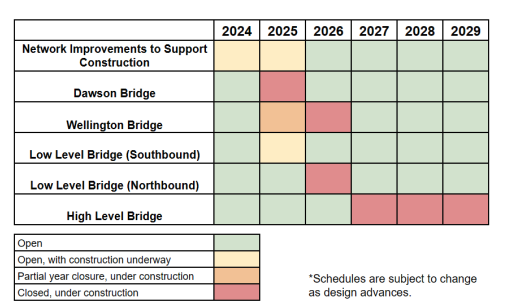 2024 2025 2026 2027 2028 2029
Network Improvements to Support
Construction
Dawson Bridge
Wellington Bridge
Low Level Bridge (Southbound)
Low Level Bridge (Northbound)
High Level Bridge
Open
Open, with construction underway
Partial year closure, under construction
Closed, under construction
*Schedules are subject to change
as design advances.